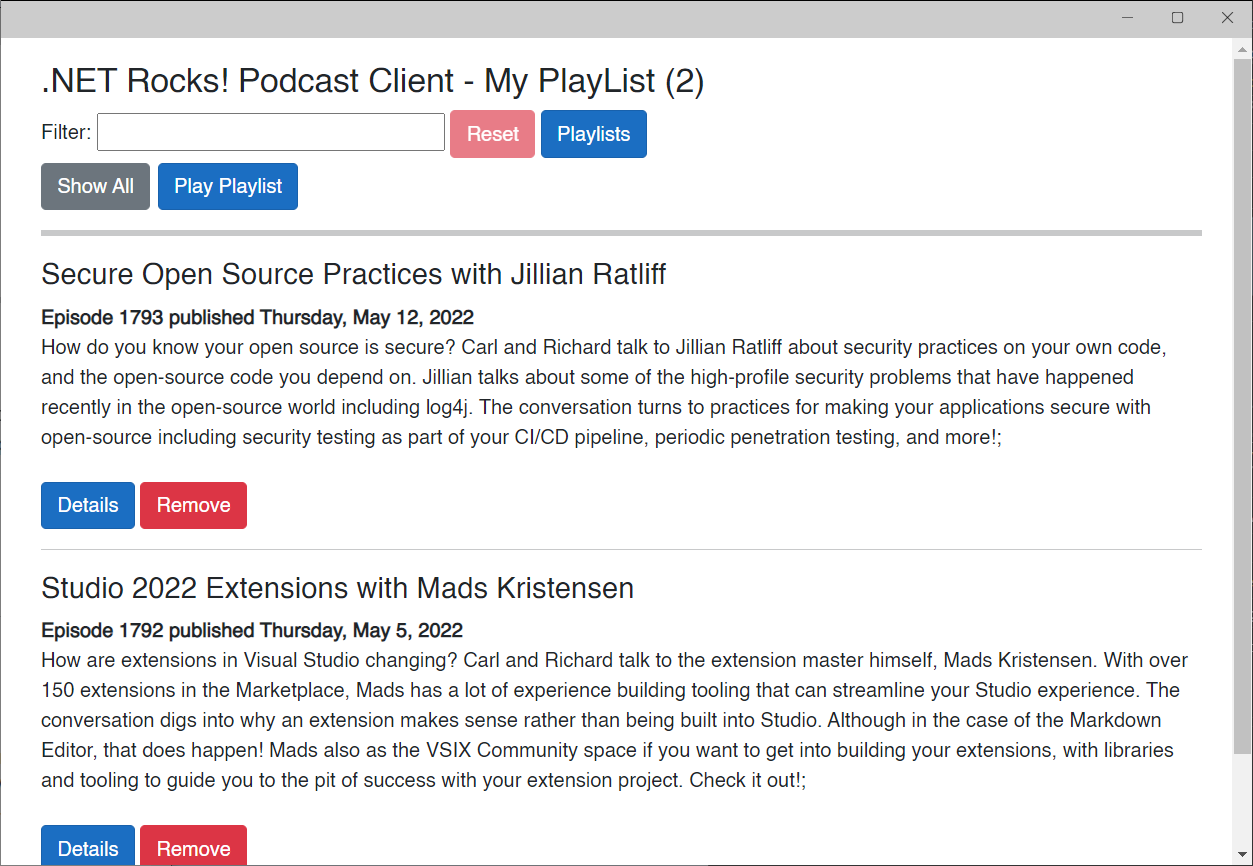 .NET Rocks! Podcast Client - My PlayList (2)
Filter: Reset Playlists
Show All Play Playlist
Secure Open Source Practices with Jillian Ratliff
Episode 1793 published Thursday, May 12, 2022
How do you know your open source is secure? Carl and Richard talk to Jillian Ratliff about security practices on your own code,
and the open-source code you depend on. Jillian talks about some of the high-profile security problems that have happened
recently in the open-source world including log4j. The conversation turns to practices for making your applications secure with
open-source including security testing as part of your CI/CD pipeline, periodic penetration testing, and more!;
Details Remove
Studio 2022 Extensions with Mads Kristensen
Episode 1792 published Thursday, May 5, 2022
How are extensions in Visual Studio changing? Carl and Richard talk to the extension master himself, Mads Kristensen. With over
150 extensions in the Marketplace, Mads has a lot of experience building tooling that can streamline your Studio experience. The
conversation digs into why an extension makes sense rather than being built into Studio. Although in the case of the Markdown
Editor, that does happen! Mads also as the VSIX Community space if you want to get into building your extensions, with libraries
and tooling to guide you to the pit of success with your extension project. Check it out!;
Details Remove